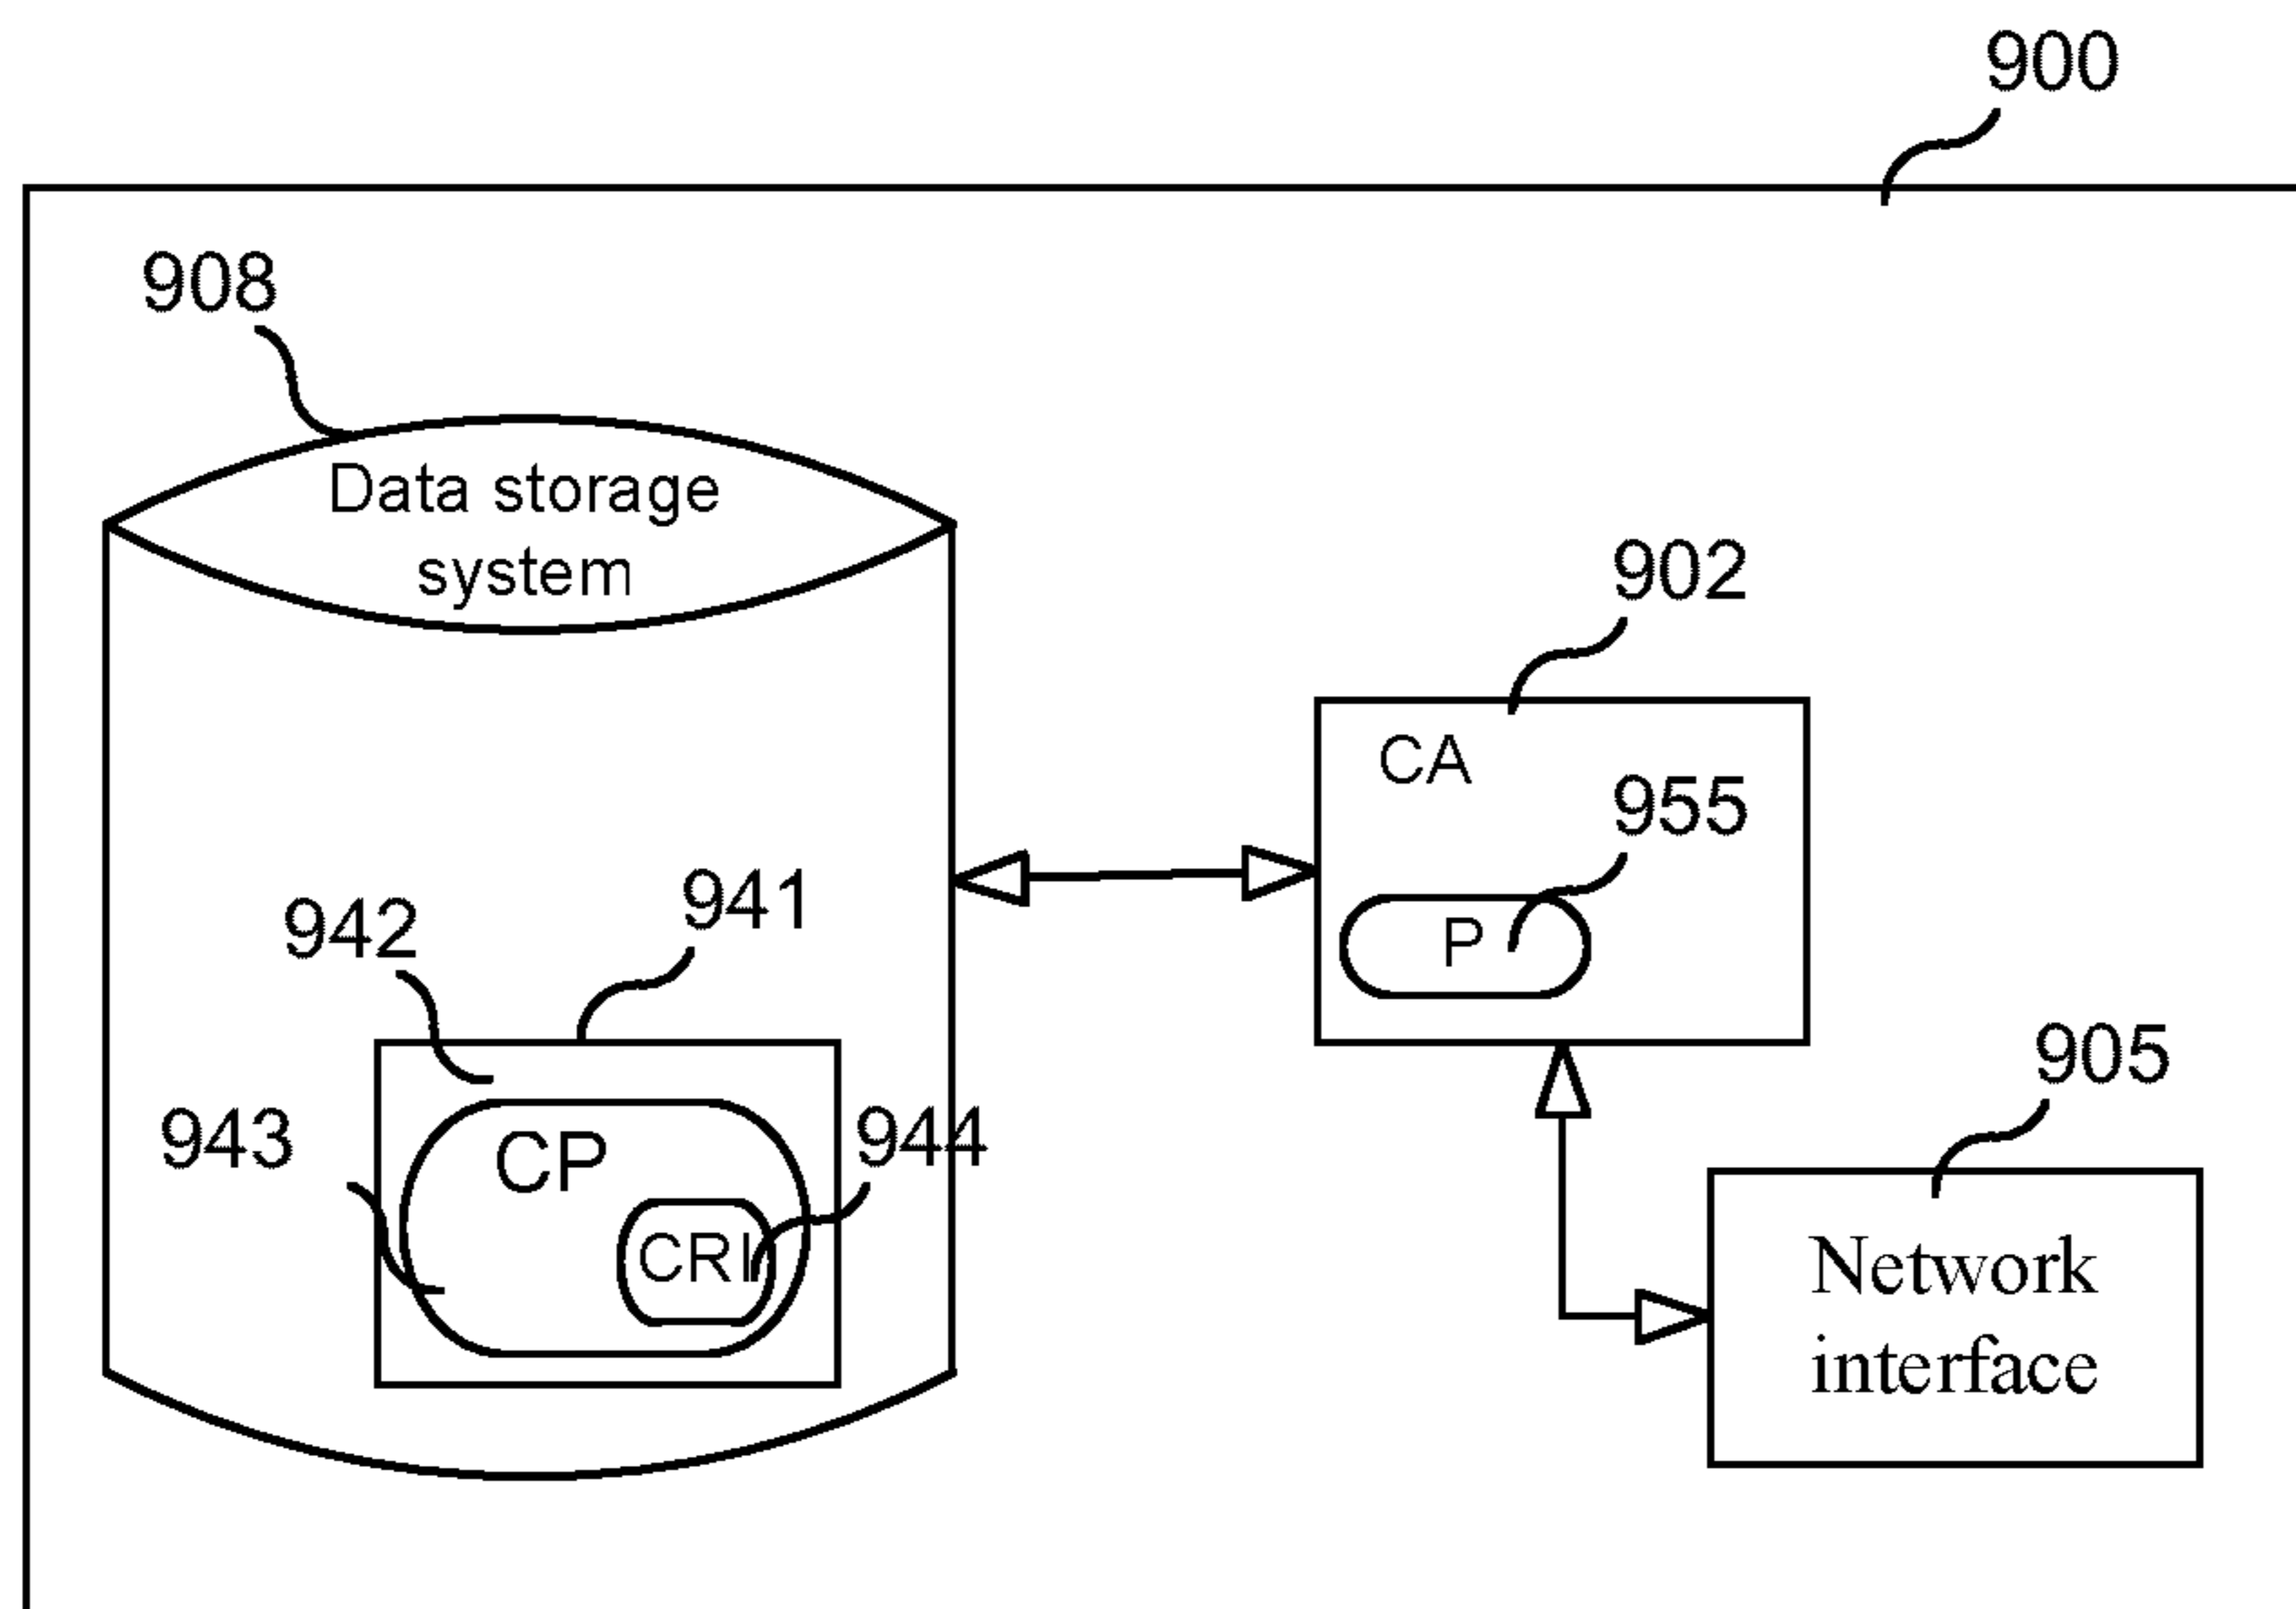 900
908
Data storage
system
902
CA
955
P
941
942
905
943
CP
944
CRI
Network
interface